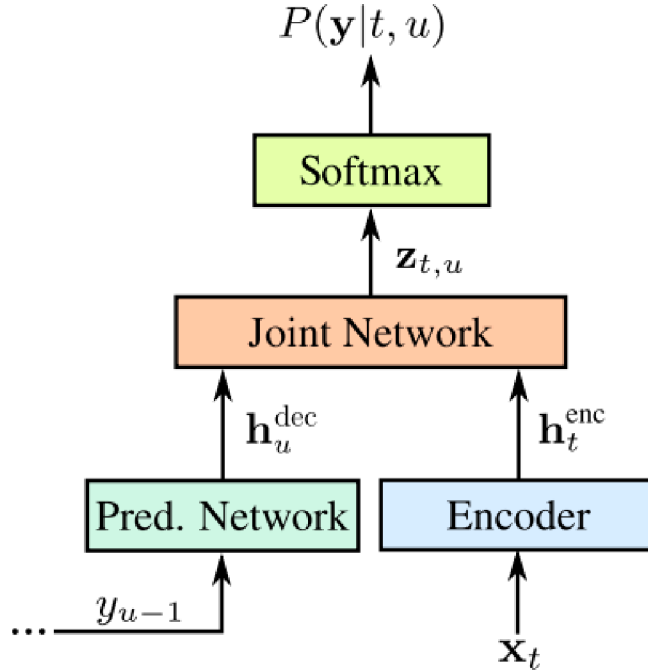 P(y|t, u)
Softmax
z_{t,u}
Joint Network
h_u^{dec} h_t^{enc}
Pred. Network Encoder
... y_{u-1}
x_t